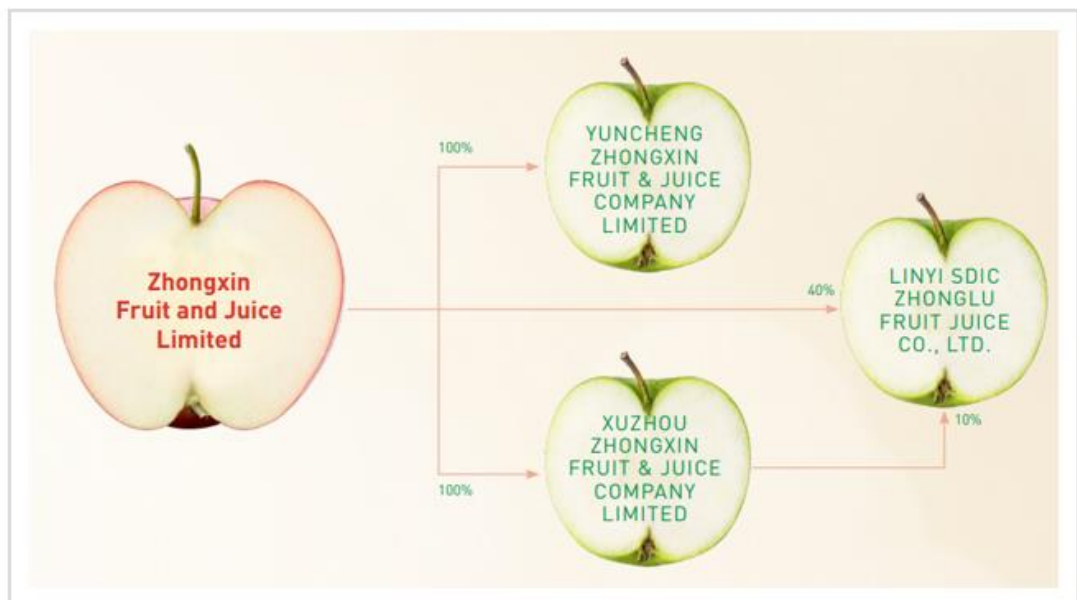 Zhongxin
Fruit and Juice
Limited
100%
YUNCHENG
ZHONGXIN
FRUIT & JUICE
COMPANY
LIMITED
40%
LINYI SDIC
ZHONGLU
FRUIT JUICE
CO., LTD.
100%
XUZHOU
ZHONGXIN
FRUIT & JUICE
COMPANY
LIMITED
10%